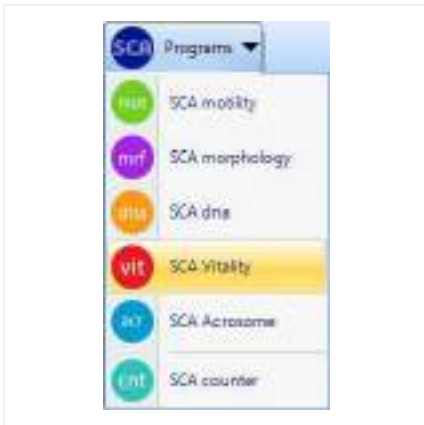 SCA Programs
mot SCA motility
mrf SCA morphology
dna SCA dna
vit SCA Vitality
acr SCA Acrosome
cnt SCA counter